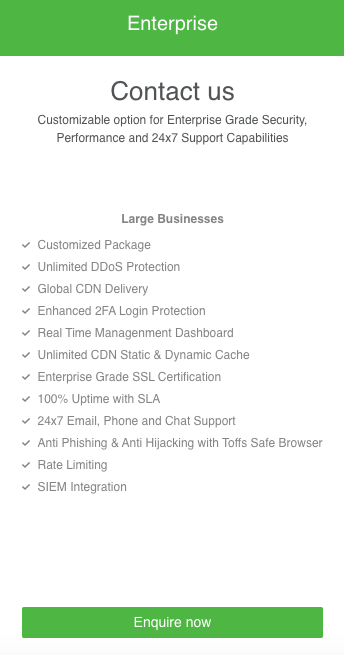 Enterprise
Contact us
Customizable option for Enterprise Grade Security,
Performance and 24x7 Support Capabilities
Large Businesses
Customized Package
Unlimited DDoS Protection
Global CDN Delivery
Enhanced 2FA Login Protection
Real Time Managenment Dashboard
Unlimited CDN Static & Dynamic Cache
Enterprise Grade SSL Certification
100% Uptime with SLA
24x7 Email, Phone and Chat Support
Anti Phishing & Anti Hijacking with Toffs Safe Browser
Rate Limiting
SIEM Integration
Enquire now